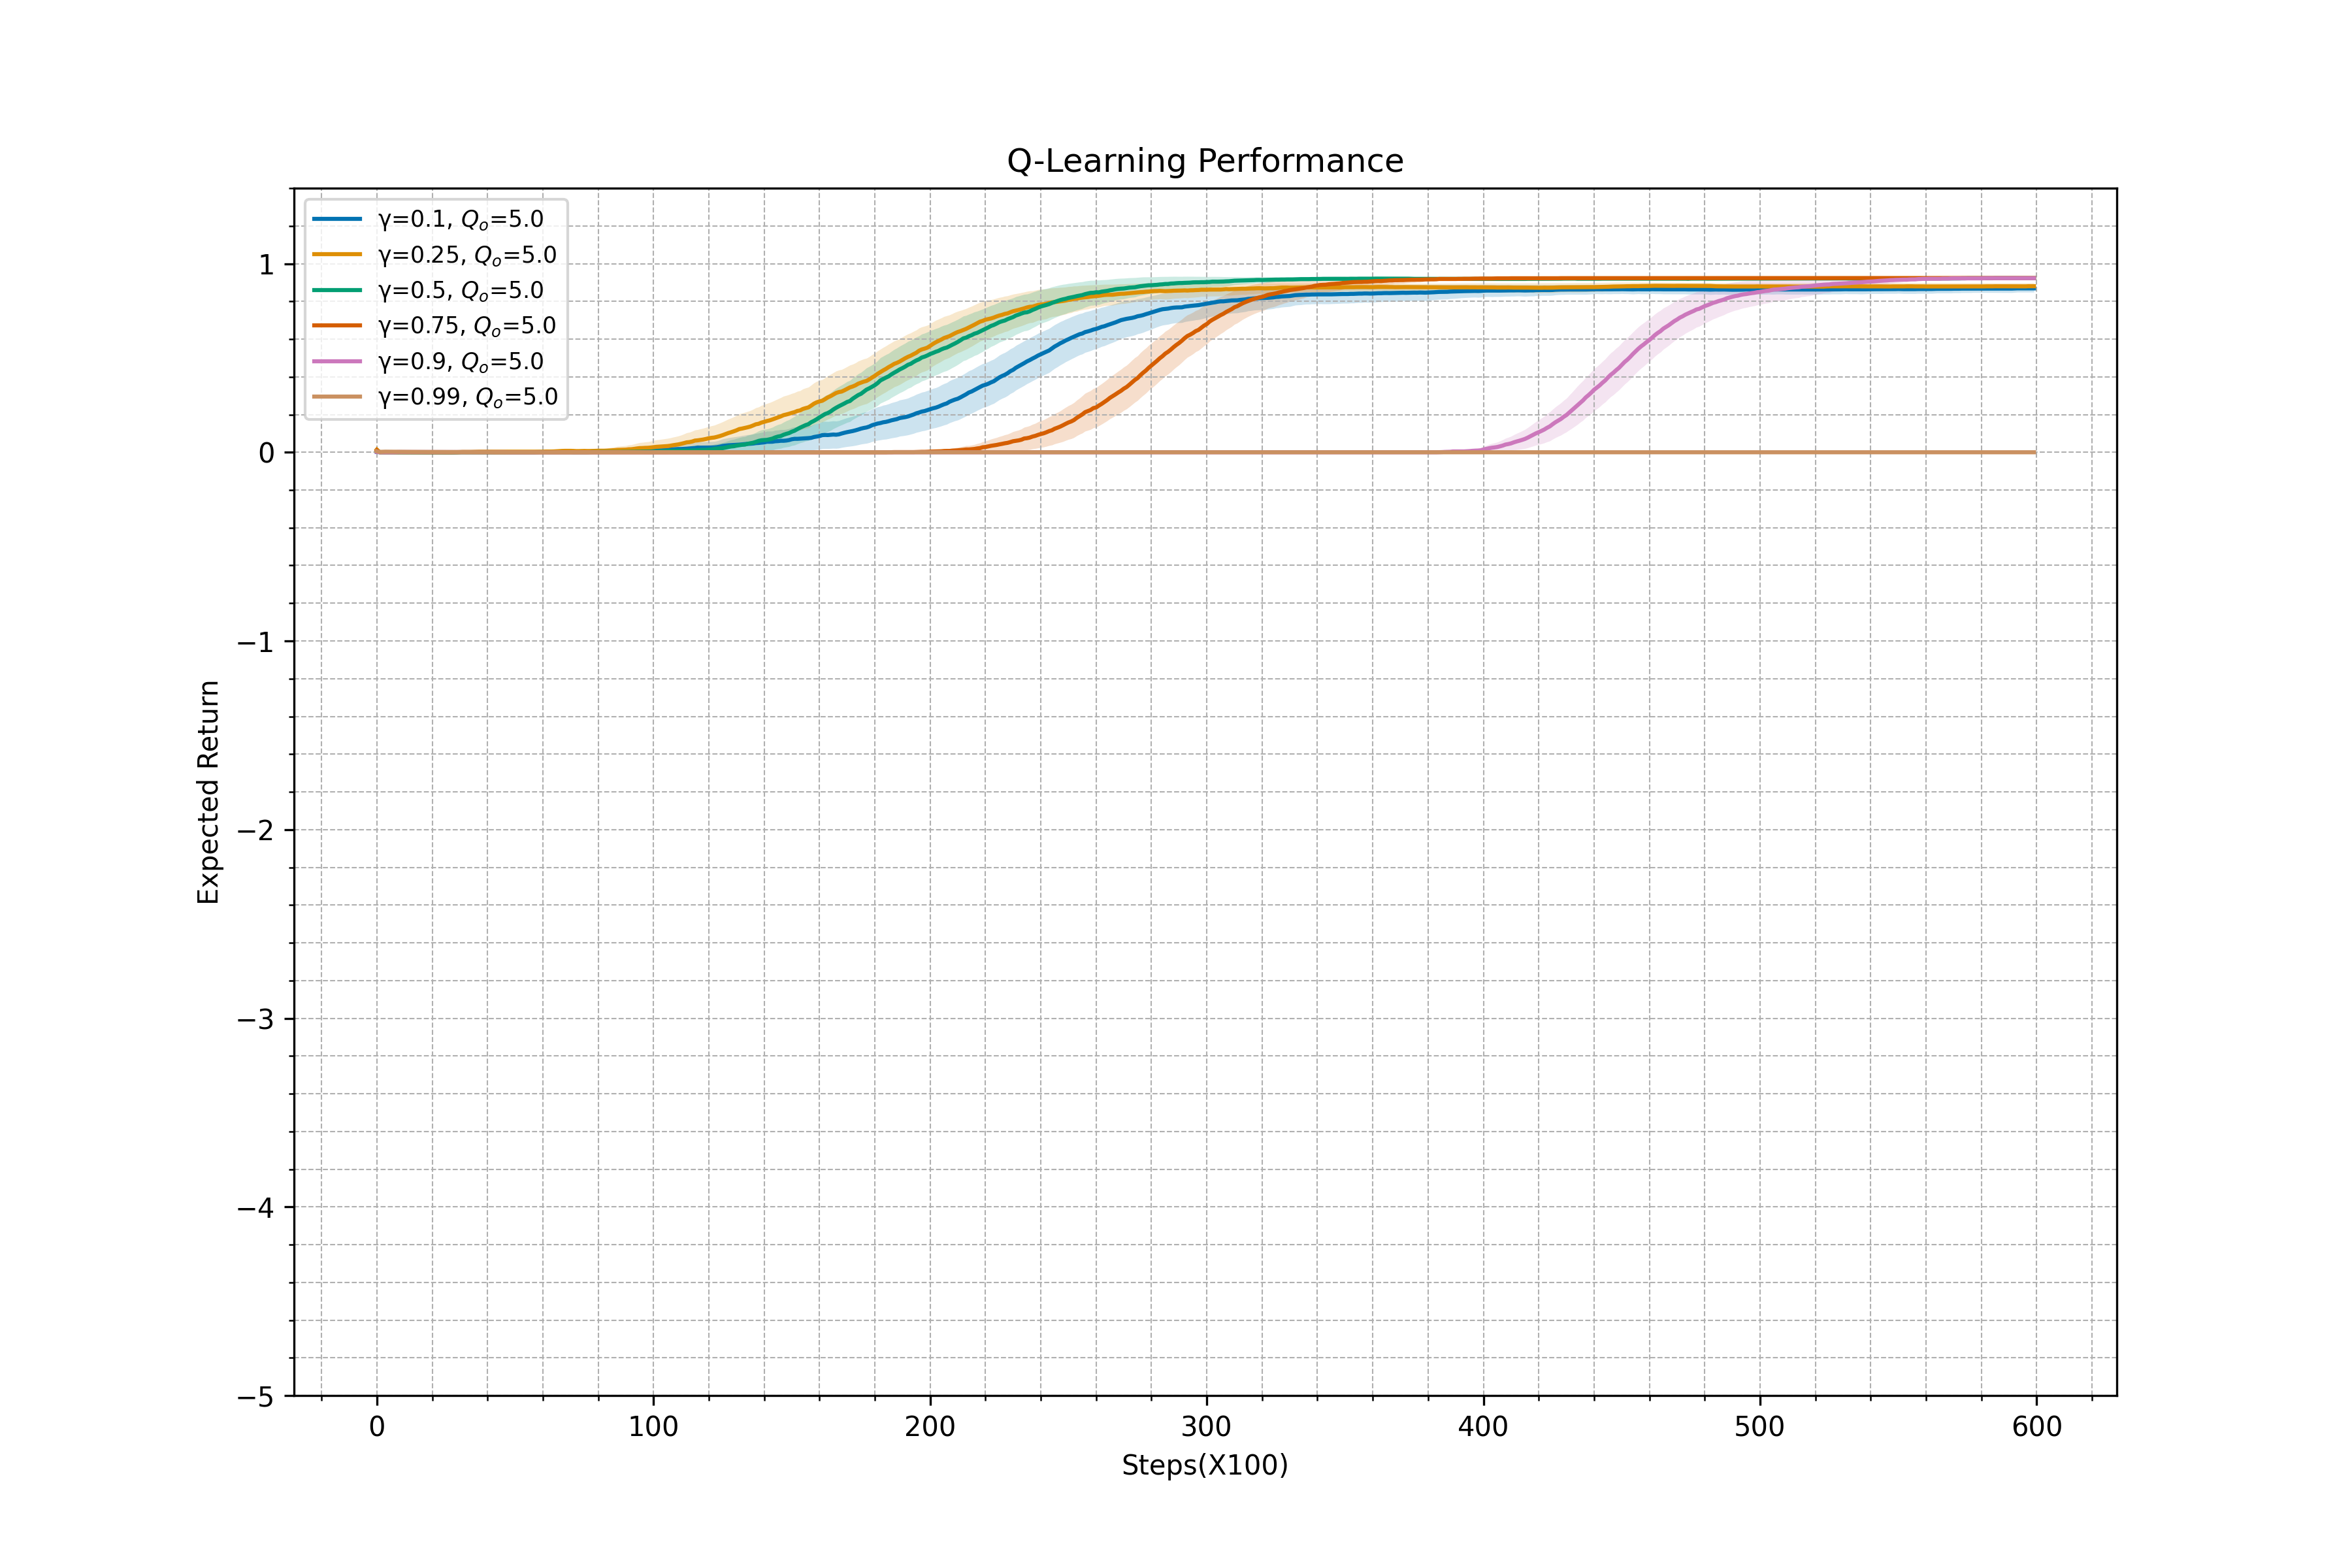 Q-Learning Performance
γ=0.1, Qₒ=5.0
γ=0.25, Qₒ=5.0
γ=0.5, Qₒ=5.0
γ=0.75, Qₒ=5.0
γ=0.9, Qₒ=5.0
γ=0.99, Qₒ=5.0
1
0
−1
−2
−3
−4
−5
Expected Return
0 100 200 300 400 500 600
Steps(X100)